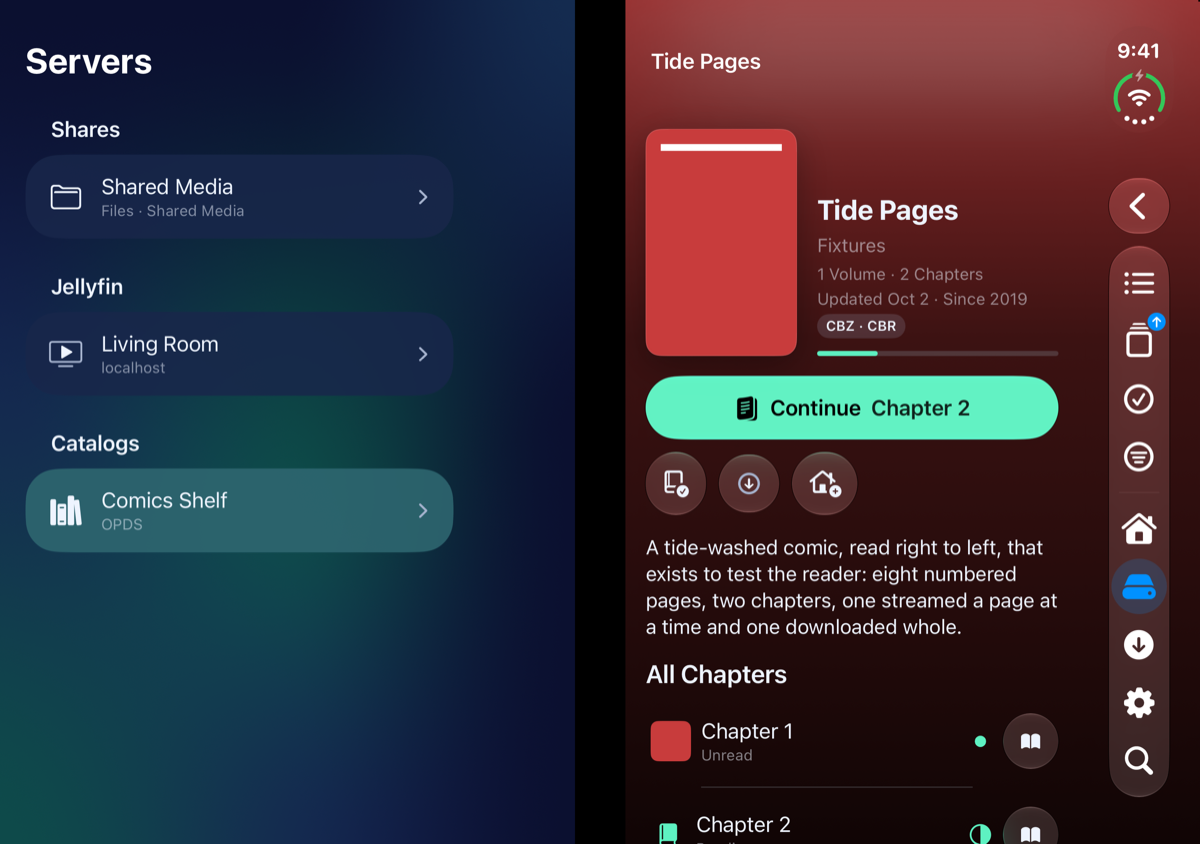 Servers
Shares
Shared Media
Files · Shared Media
Jellyfin
Living Room
localhost
Catalogs
Comics Shelf
OPDS
Tide Pages
9:41
Tide Pages
Fixtures
1 Volume · 2 Chapters
Updated Oct 2 · Since 2019
CBZ · CBR
Continue Chapter 2
A tide-washed comic, read right to left, that
exists to test the reader: eight numbered
pages, two chapters, one streamed a page at
a time and one downloaded whole.
All Chapters
Chapter 1
Unread
Chapter 2